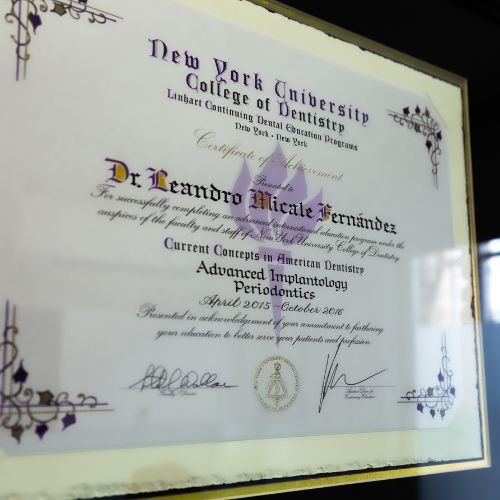 New York University
College of Dentistry
Linhart Continuing Dental Education Programs
New York • New York
Certificate of Achievement
Presented to
Dr. Leandro Micale Fernández
For successfully completing an advanced international education program under the
auspices of the faculty and staff of New York University College of Dentistry.
Current Concepts in American Dentistry
Advanced Implantology
Periodontics
April 2015 - October 2016
Presented in acknowledgement of your commitment to furthering
your education to better serve your patients and profession.